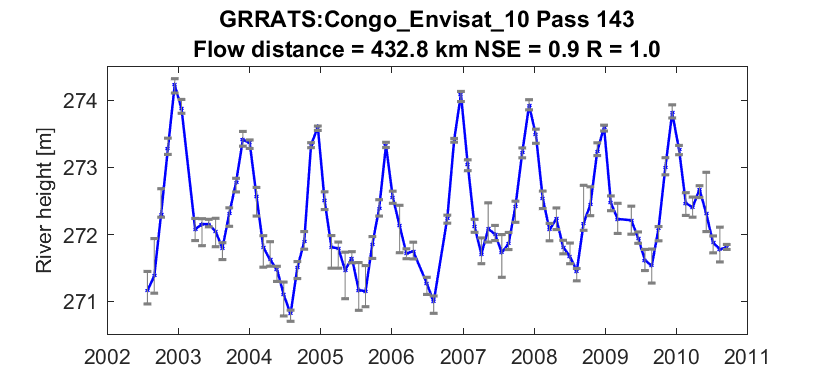 GRRATS:Congo_Envisat_10 Pass 143
Flow distance = 432.8 km NSE = 0.9 R = 1.0
274
273
272
271
River height [m]
2002 2003 2004 2005 2006 2007 2008 2009 2010 2011